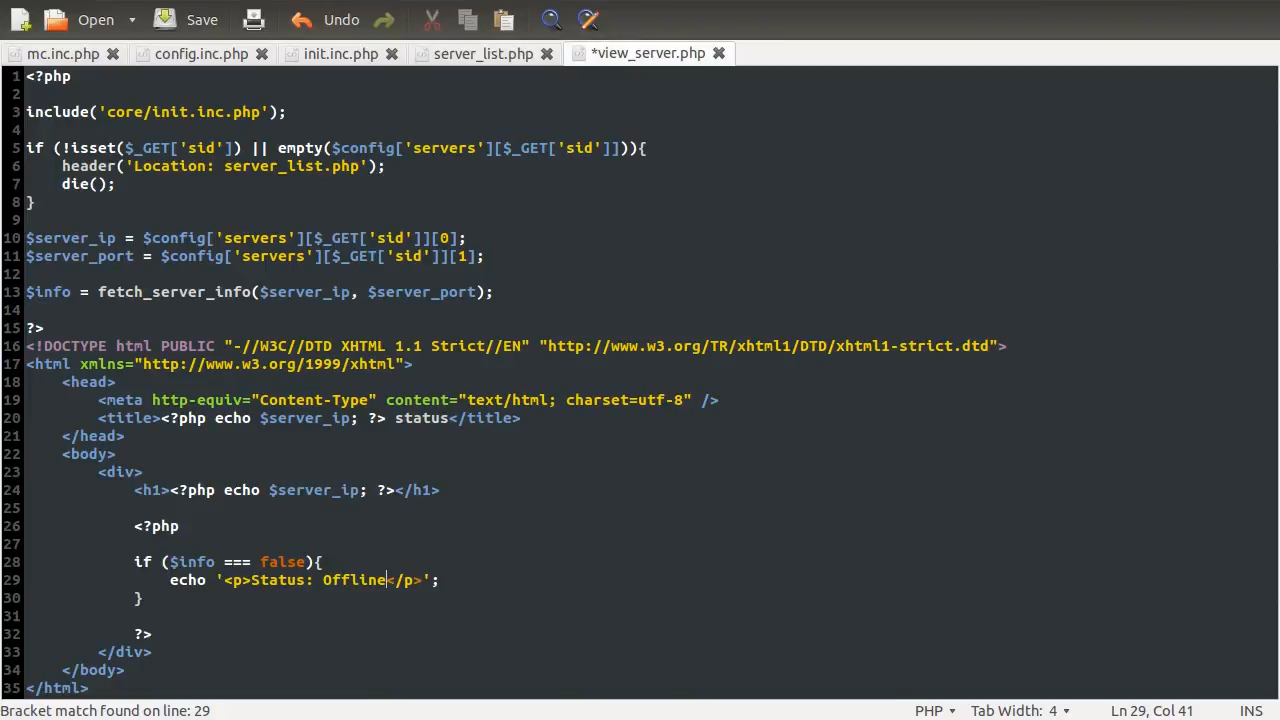 Open Save Undo
mc.inc.php config.inc.php init.inc.php server_list.php *view_server.php
1 <?php
2
3 include('core/init.inc.php');
4
5 if (!isset($_GET['sid']) || empty($config['servers'][$_GET['sid']])){
6     header('Location: server_list.php');
7     die();
8 }
9
10 $server_ip = $config['servers'][$_GET['sid']][0];
11 $server_port = $config['servers'][$_GET['sid']][1];
12
13 $info = fetch_server_info($server_ip, $server_port);
14
15 ?>
16 <!DOCTYPE html PUBLIC "-//W3C//DTD XHTML 1.1 Strict//EN" "http://www.w3.org/TR/xhtml1/DTD/xhtml1-strict.dtd">
17 <html xmlns="http://www.w3.org/1999/xhtml">
18     <head>
19         <meta http-equiv="Content-Type" content="text/html; charset=utf-8" />
20         <title><?php echo $server_ip; ?> status</title>
21     </head>
22     <body>
23         <div>
24             <h1><?php echo $server_ip; ?></h1>
25
26             <?php
27
28             if ($info === false){
29                 echo '<p>Status: Offline</p>';
30             }
31
32             ?>
33         </div>
34     </body>
35 </html>
Bracket match found on line: 29 PHP Tab Width: 4 Ln 29, Col 41 INS